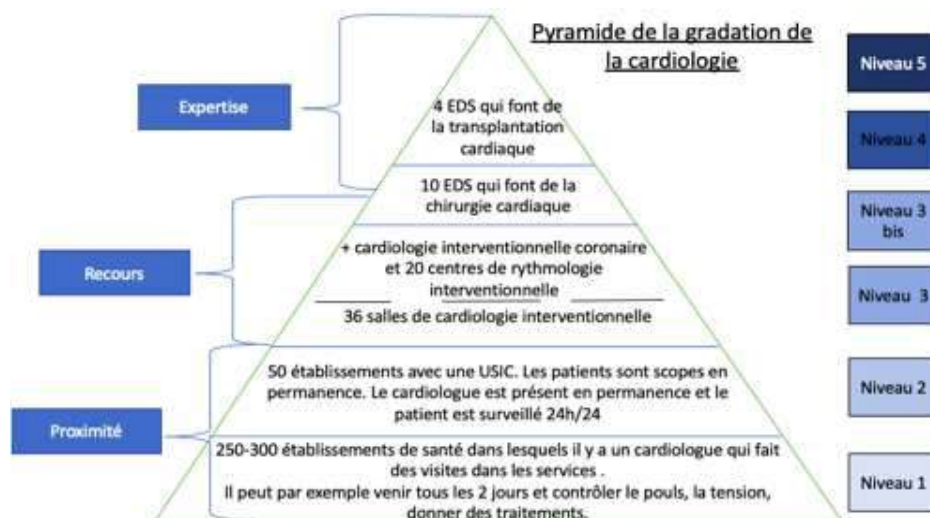 Pyramide de la gradation de
la cardiologie
Expertise
4 EDS qui font de
la transplantation
cardiaque
Niveau 5
Niveau 4
10 EDS qui font de la
chirurgie cardiaque
Niveau 3
bis
Recours
+ cardiologie interventionnelle coronaire
et 20 centres de rythmologie
interventionnelle
36 salles de cardiologie interventionnelle
Niveau 3
Proximité
50 établissements avec une USIC. Les patients sont scopes en
permanence. Le cardiologue est présent en permanence et le
patient est surveillé 24h/24
Niveau 2
250-300 établissements de santé dans lesquels il y a un cardiologue qui fait
des visites dans les services .
Il peut par exemple venir tous les 2 jours et contrôler le pouls, la tension,
donner des traitements.
Niveau 1